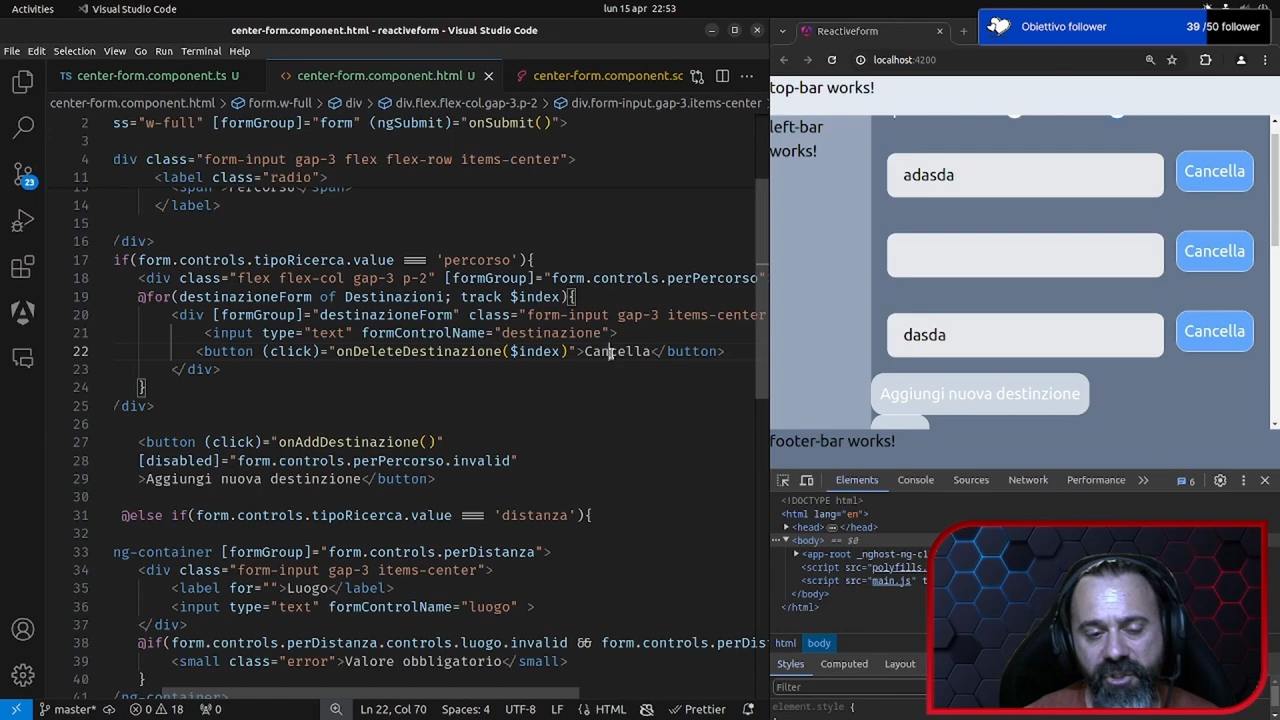 Activities
Visual Studio Code
lun 15 apr 22:53
center-form.component.html - reactiveform - Visual Studio Code
File Edit Selection View Go Run Terminal Help
center-form.component.ts U
center-form.component.html U
center-form.component.sc
center-form.component.html > form.w-full > div > div.flex.flex-col.gap-3.p-2 > div.form-input.gap-3.items-center
2 ss="w-full" [formGroup]="form" (ngSubmit)="onSubmit()">
3
4 div class="form-input gap-3 flex flex-row items-center">
11 <label class="radio">
13 <span>Percorso</span>
14 </label>
15
16 /div>
17 if(form.controls.tipoRicerca.value === 'percorso'){
18 <div class="flex flex-col gap-3 p-2" [formGroup]="form.controls.perPercorso"
19 @for(destinazioneForm of Destinazioni; track $index){
20 <div [formGroup]="destinazioneForm" class="form-input gap-3 items-center
21 <input type="text" formControlName="destinazione">
22 <button (click)="onDeleteDestinazione($index)">Cancella</button>
23 </div>
24 }
25 /div>
26
27 <button (click)="onAddDestinazione()"
28 [disabled]="form.controls.perPercorso.invalid"
29 >Aggiungi nuova destinzione</button>
30
31 @else if(form.controls.tipoRicerca.value === 'distanza'){
32
33 ng-container [formGroup]="form.controls.perDistanza">
34 <div class="form-input gap-3 items-center">
35 <label for="">Luogo</label>
36 <input type="text" formControlName="luogo" >
37 </div>
38 @if(form.controls.perDistanza.controls.luogo.invalid && form.controls.perDis
39 <small class="error">Valore obbligatorio</small>
40 }
41 /ng-container>
23
master* 0 18 0
Ln 22, Col 70 Spaces: 4 UTF-8 LF HTML Prettier
Obiettivo follower 39 /50 follower
Reactiveform
localhost:4200
top-bar works!
left-bar
works!
adasda
Cancella
Cancella
dasda
Cancella
Aggiungi nuova destinzione
footer-bar works!
Elements Console Sources Network Performance 6
<!DOCTYPE html>
<html lang="en">
<head> </head>
<body> == $0
<app-root _nghost-ng-c
<script src="polyfills.
<script src="main.js" t
</body>
</html>
html body
Styles Computed Layout
Filter
element.style {